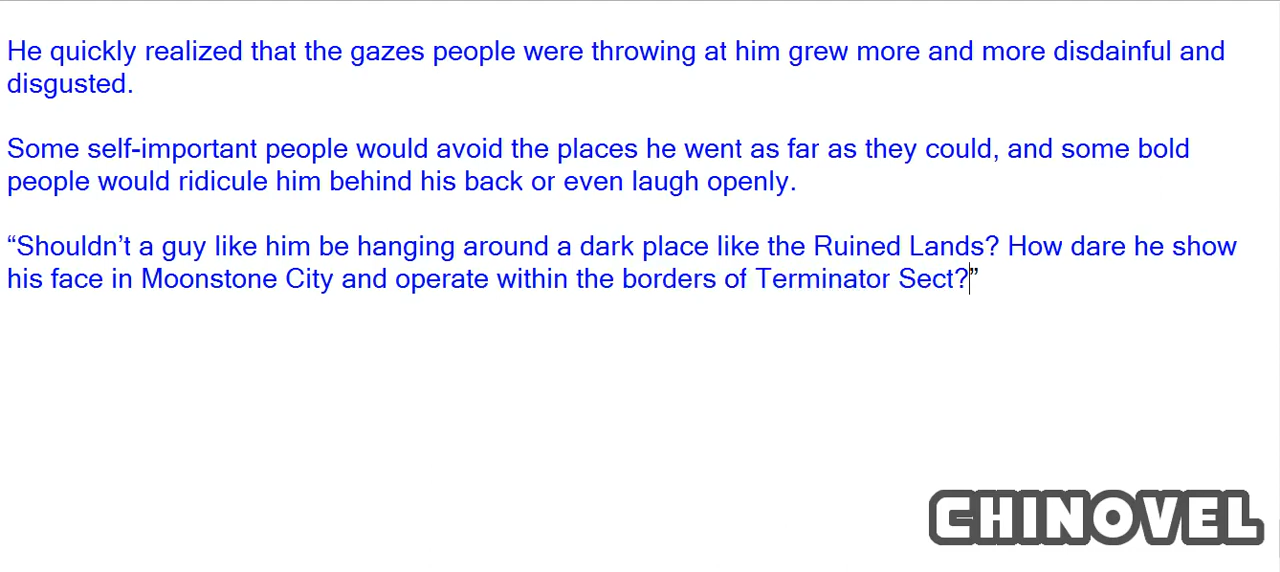 He quickly realized that the gazes people were throwing at him grew more and more disdainful and
disgusted.
Some self-important people would avoid the places he went as far as they could, and some bold
people would ridicule him behind his back or even laugh openly.
“Shouldn’t a guy like him be hanging around a dark place like the Ruined Lands? How dare he show
his face in Moonstone City and operate within the borders of Terminator Sect?”
CHINOVEL